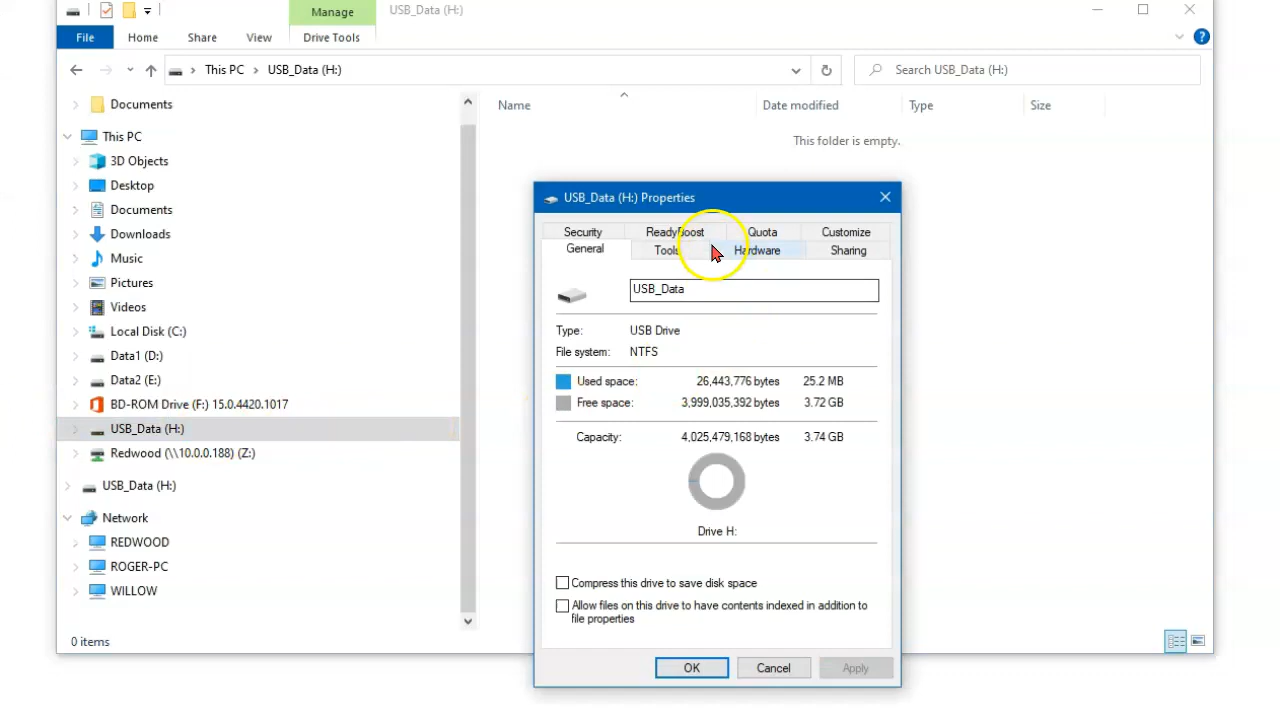 Manage
USB_Data (H:)
File
Home
Share
View
Drive Tools
?
This PC
USB_Data (H:)
Search USB_Data (H:)
Documents
This PC
3D Objects
Desktop
Documents
Downloads
Music
Pictures
Videos
Local Disk (C:)
Data1 (D:)
Data2 (E:)
BD-ROM Drive (F:) 15.0.4420.1017
USB_Data (H:)
Redwood (\\10.0.0.188) (Z:)
USB_Data (H:)
Network
REDWOOD
ROGER-PC
WILLOW
0 items
Name
Date modified
Type
Size
This folder is empty.
USB_Data (H:) Properties
Security
ReadyBoost
Quota
Customize
General
Tools
Hardware
Sharing
USB_Data
Type: USB Drive
File system: NTFS
Used space: 26,443,776 bytes 25.2 MB
Free space: 3,999,035,392 bytes 3.72 GB
Capacity: 4,025,479,168 bytes 3.74 GB
Drive H:
Compress this drive to save disk space
Allow files on this drive to have contents indexed in addition to
file properties
OK
Cancel
Apply